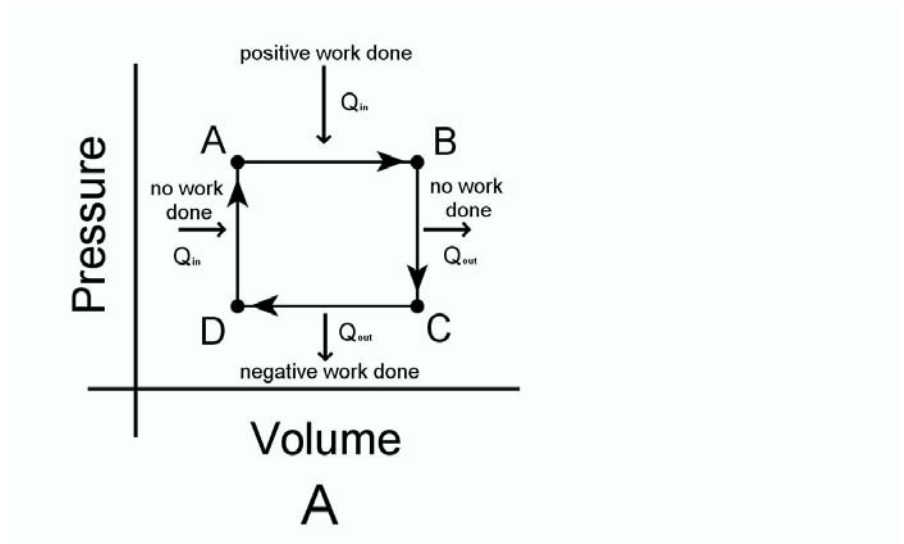 positive work done
Qin
A
B
no work
done
Qin
no work
done
Qout
D
C
Qout
negative work done
Pressure
Volume
A